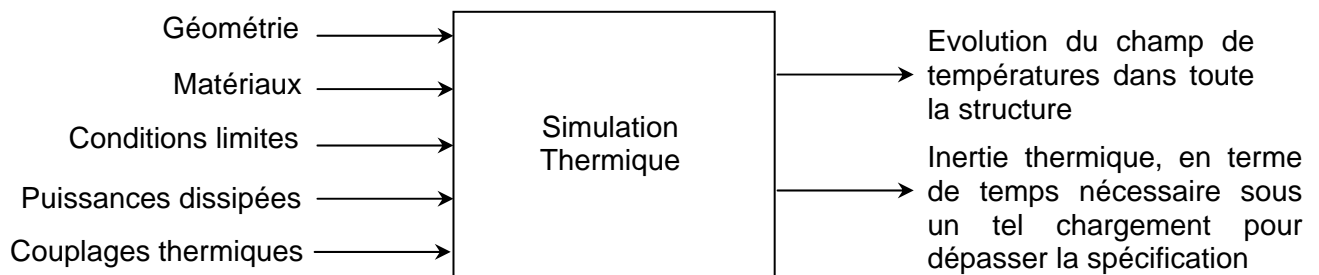 Géométrie
Matériaux
Conditions limites
Puissances dissipées
Couplages thermiques
Simulation
Thermique
Evolution du champ de
températures dans toute
la structure
Inertie thermique, en terme
de temps nécessaire sous
un tel chargement pour
dépasser la spécification